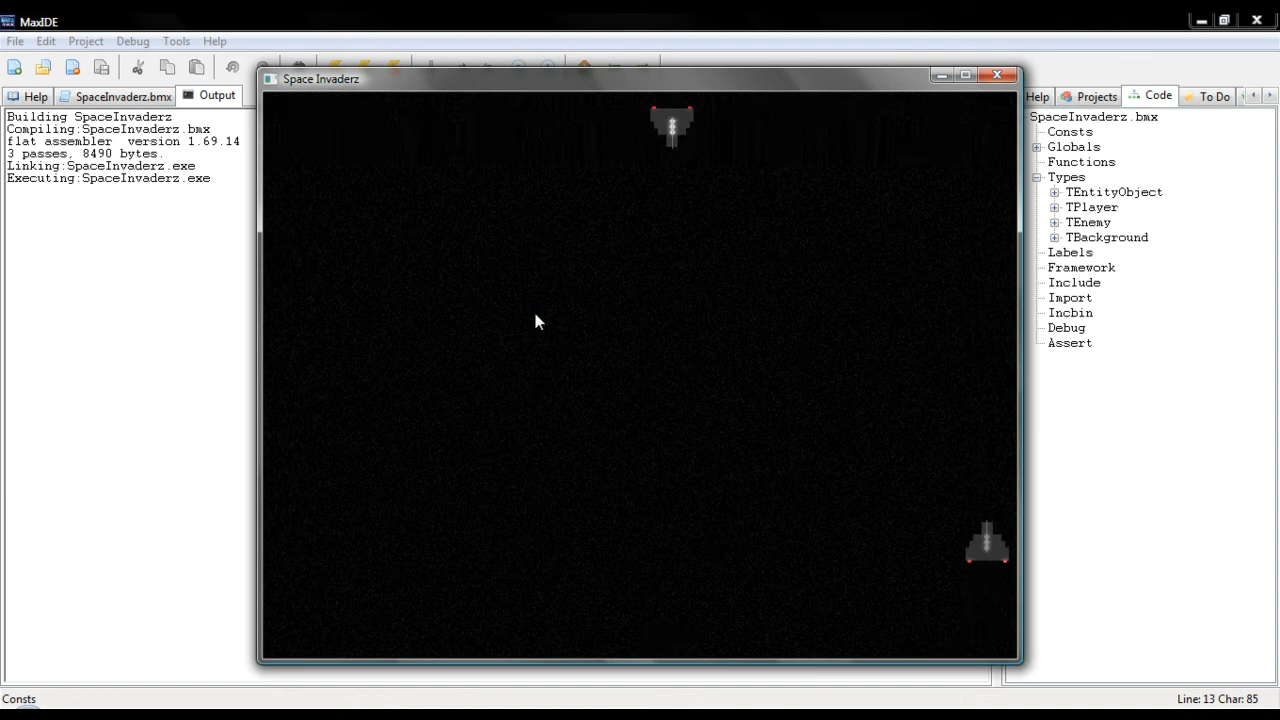 MaxIDE
File Edit Project Debug Tools Help
Space Invaderz
Help SpaceInvaderz.bmx Output
Help Projects Code To Do
Building SpaceInvaderz
Compiling:SpaceInvaderz.bmx
flat assembler version 1.69.14
3 passes, 8490 bytes.
Linking:SpaceInvaderz.exe
Executing:SpaceInvaderz.exe
SpaceInvaderz.bmx
Consts
Globals
Functions
Types
TEntityObject
TPlayer
TEnemy
TBackground
Labels
Framework
Include
Import
Incbin
Debug
Assert
Consts
Line: 13 Char: 85